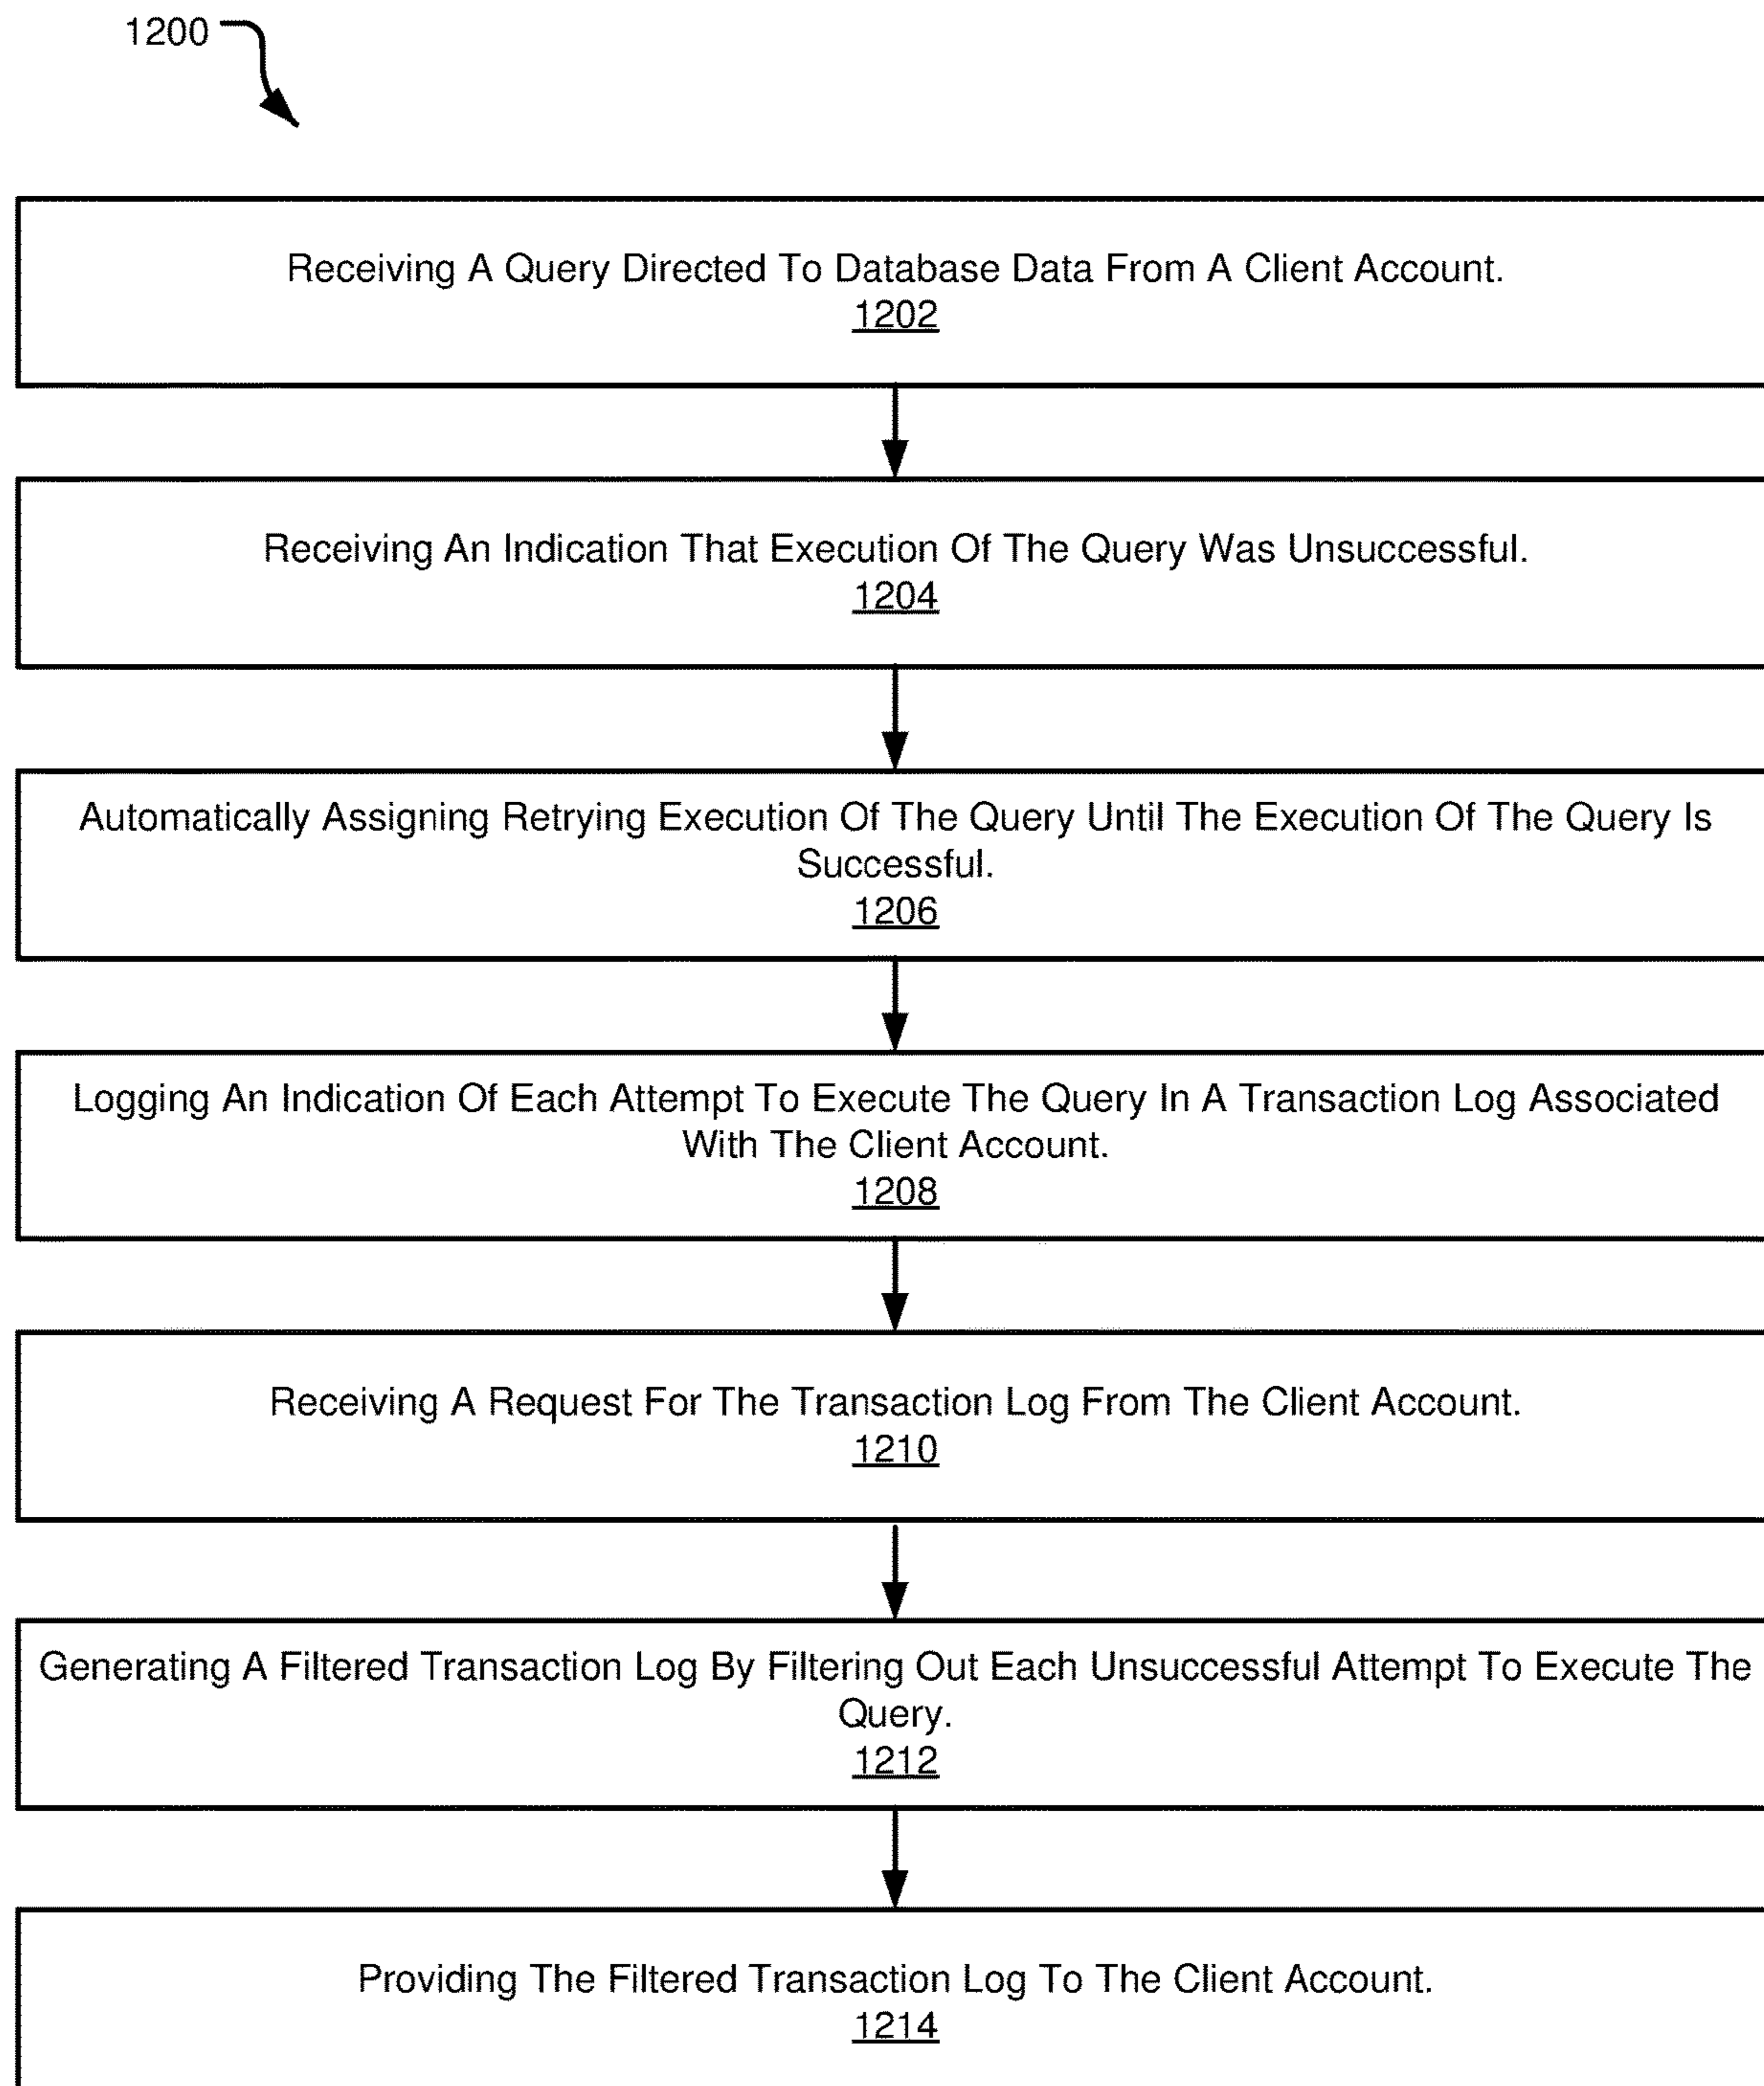 1200
Receiving A Query Directed To Database Data From A Client Account.
1202
Receiving An Indication That Execution Of The Query Was Unsuccessful.
1204
Automatically Assigning Retrying Execution Of The Query Until The Execution Of The Query Is
Successful.
1206
Logging An Indication Of Each Attempt To Execute The Query In A Transaction Log Associated
With The Client Account.
1208
Receiving A Request For The Transaction Log From The Client Account.
1210
Generating A Filtered Transaction Log By Filtering Out Each Unsuccessful Attempt To Execute The
Query.
1212
Providing The Filtered Transaction Log To The Client Account.
1214